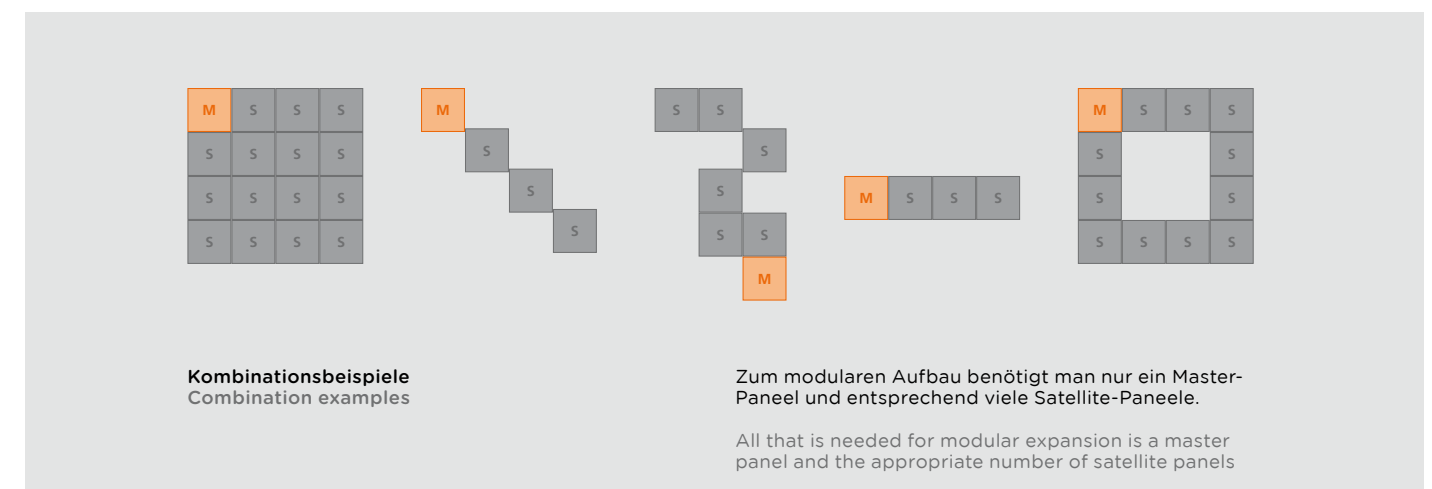 M S S S
S S S S
S S S S
S S S S
M
S
S
S
S S
S
S
S S
M
M S S S
M S S S
S S
S S
S S S S
Kombinationsbeispiele
Combination examples
Zum modularen Aufbau benötigt man nur ein Master-
Paneel und entsprechend viele Satellite-Paneele.
All that is needed for modular expansion is a master
panel and the appropriate number of satellite panels